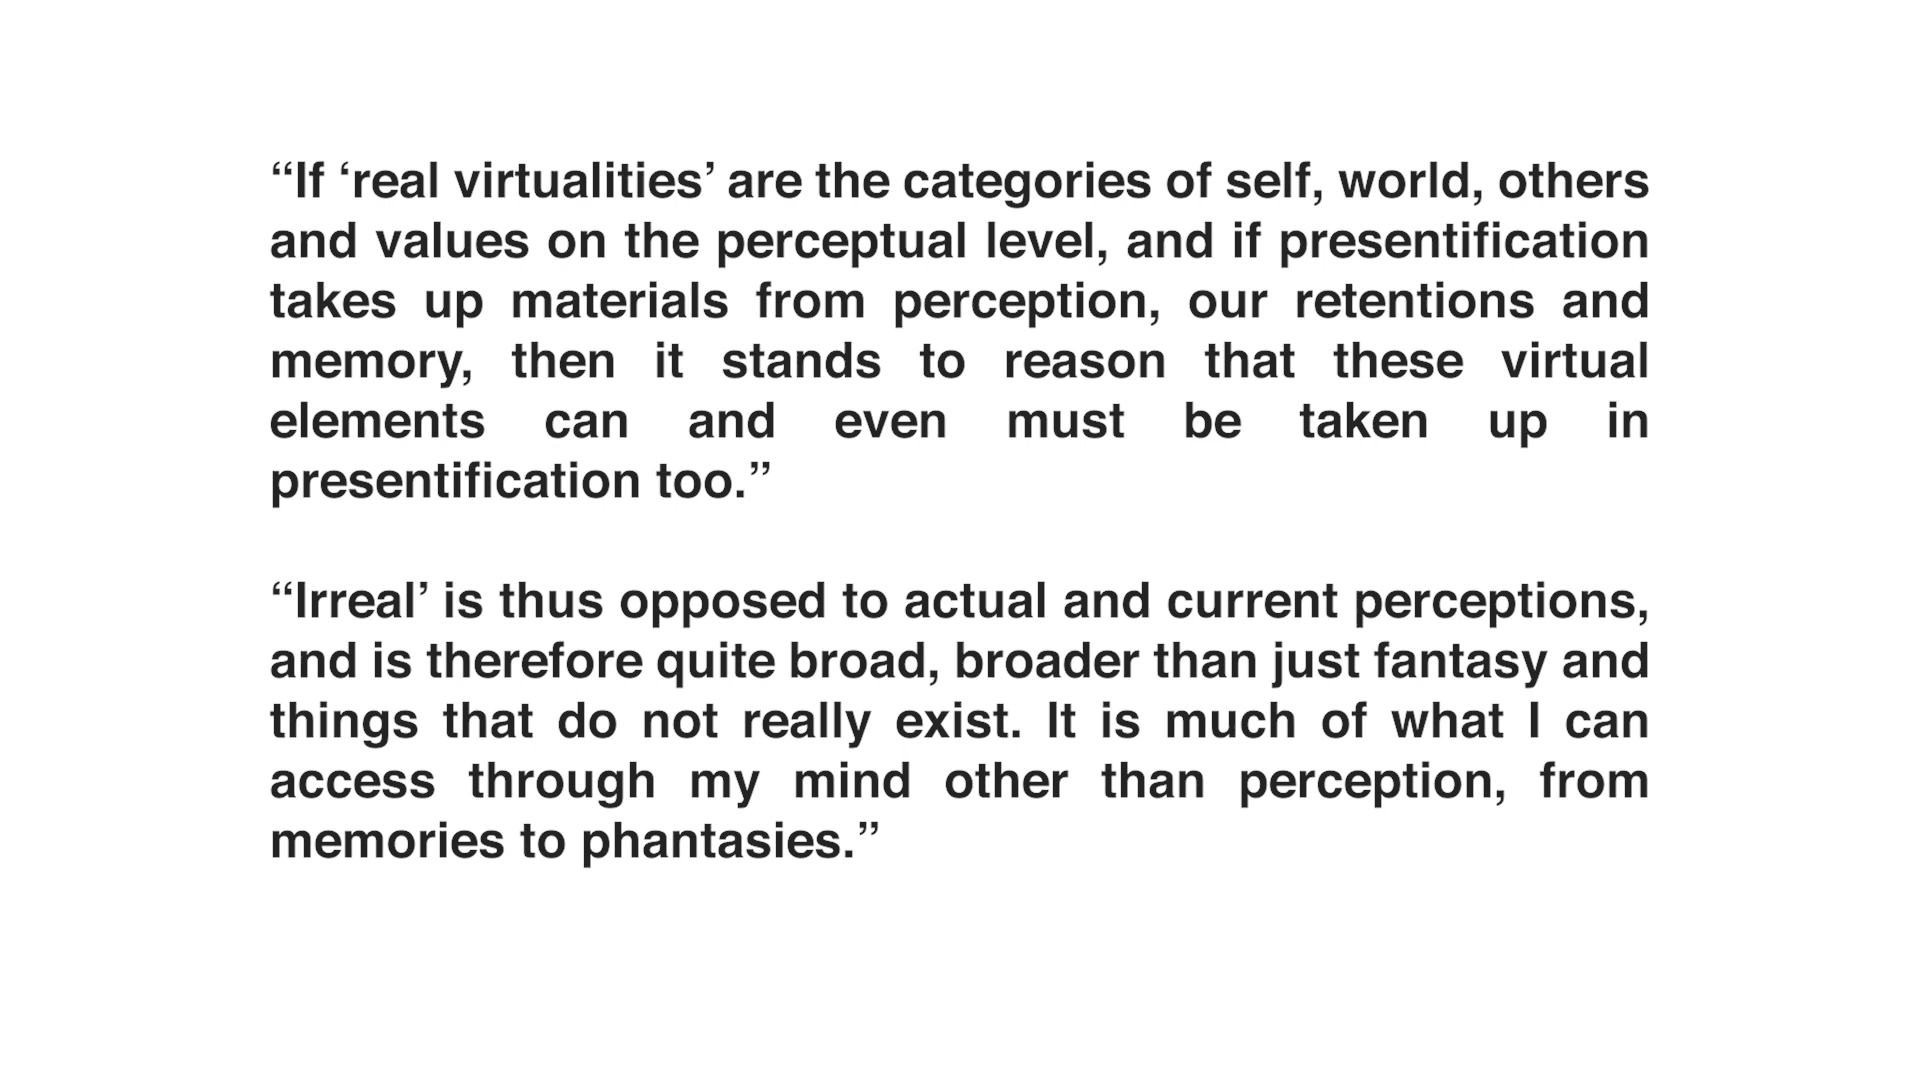 “If ‘real virtualities’ are the categories of self, world, others
and values on the perceptual level, and if presentification
takes up materials from perception, our retentions and
memory, then it stands to reason that these virtual
elements can and even must be taken up in
presentification too.”
“Irreal’ is thus opposed to actual and current perceptions,
and is therefore quite broad, broader than just fantasy and
things that do not really exist. It is much of what I can
access through my mind other than perception, from
memories to phantasies.”